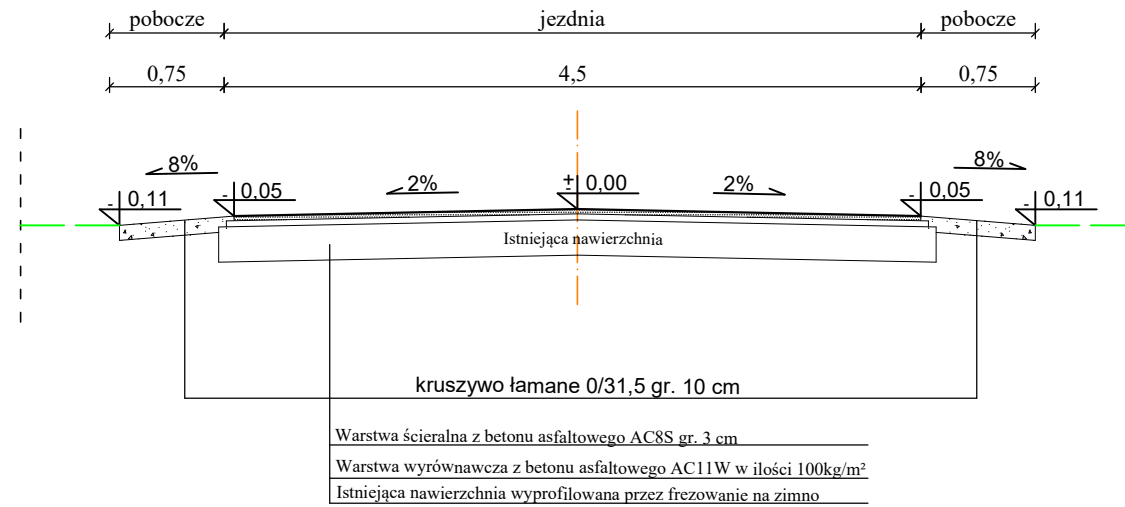 pobocze jezdnia pobocze
0,75 4,5 0,75
8% 2% 2% 8%
- 0,11 - 0,05 ± 0,00 - 0,05 - 0,11
Istniejąca nawierzchnia
kruszywo łamane 0/31,5 gr. 10 cm
Warstwa ścieralna z betonu asfaltowego AC8S gr. 3 cm
Warstwa wyrównawcza z betonu asfaltowego AC11W w ilości 100kg/m²
Istniejąca nawierzchnia wyprofilowana przez frezowanie na zimno